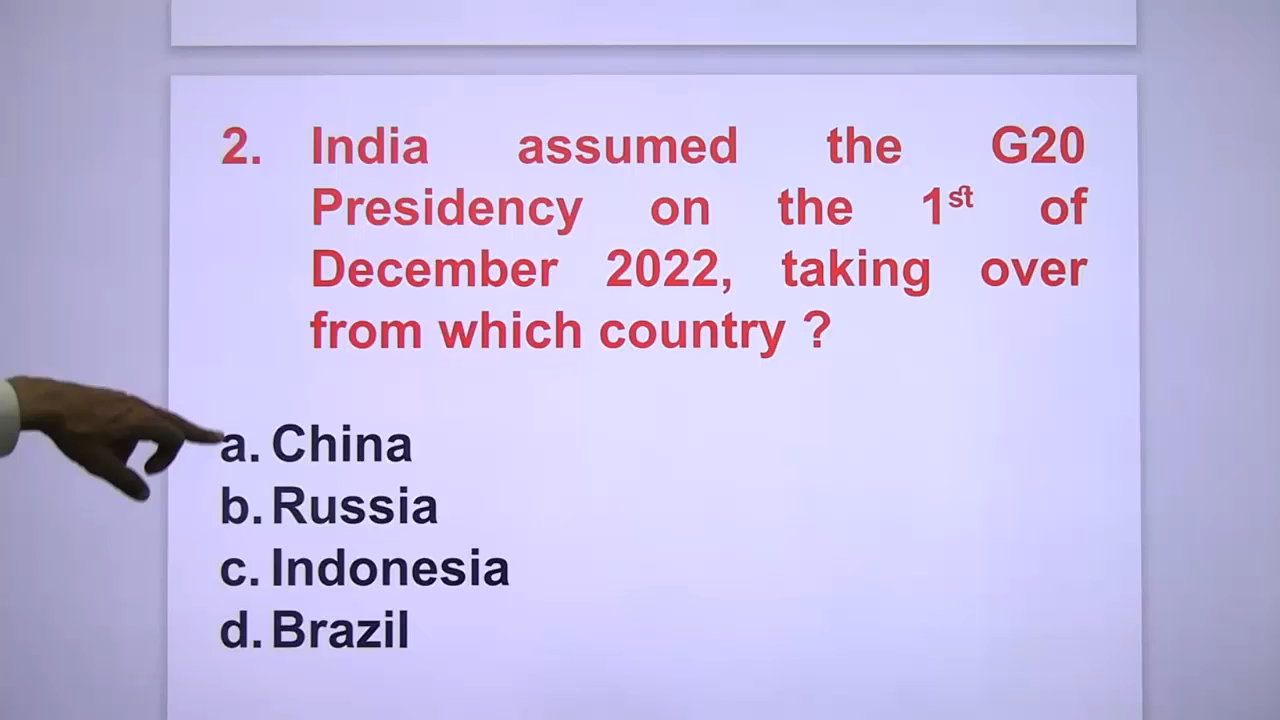 2. India assumed the G20
Presidency on the 1st of
December 2022, taking over
from which country ?
a. China
b. Russia
c. Indonesia
d. Brazil